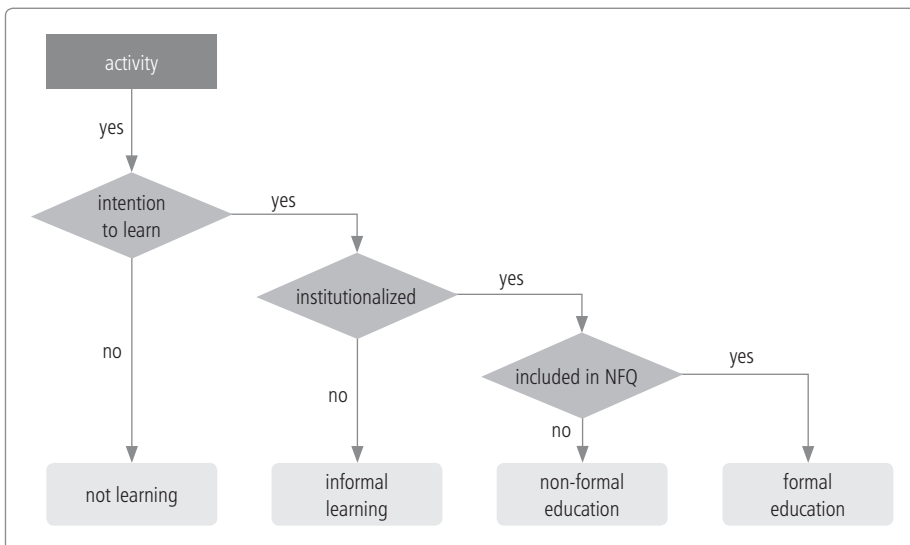 activity
yes
intention
to learn
yes
institutionalized
yes
included in NFQ
yes
no
no
no
not learning
informal
learning
non-formal
education
formal
education